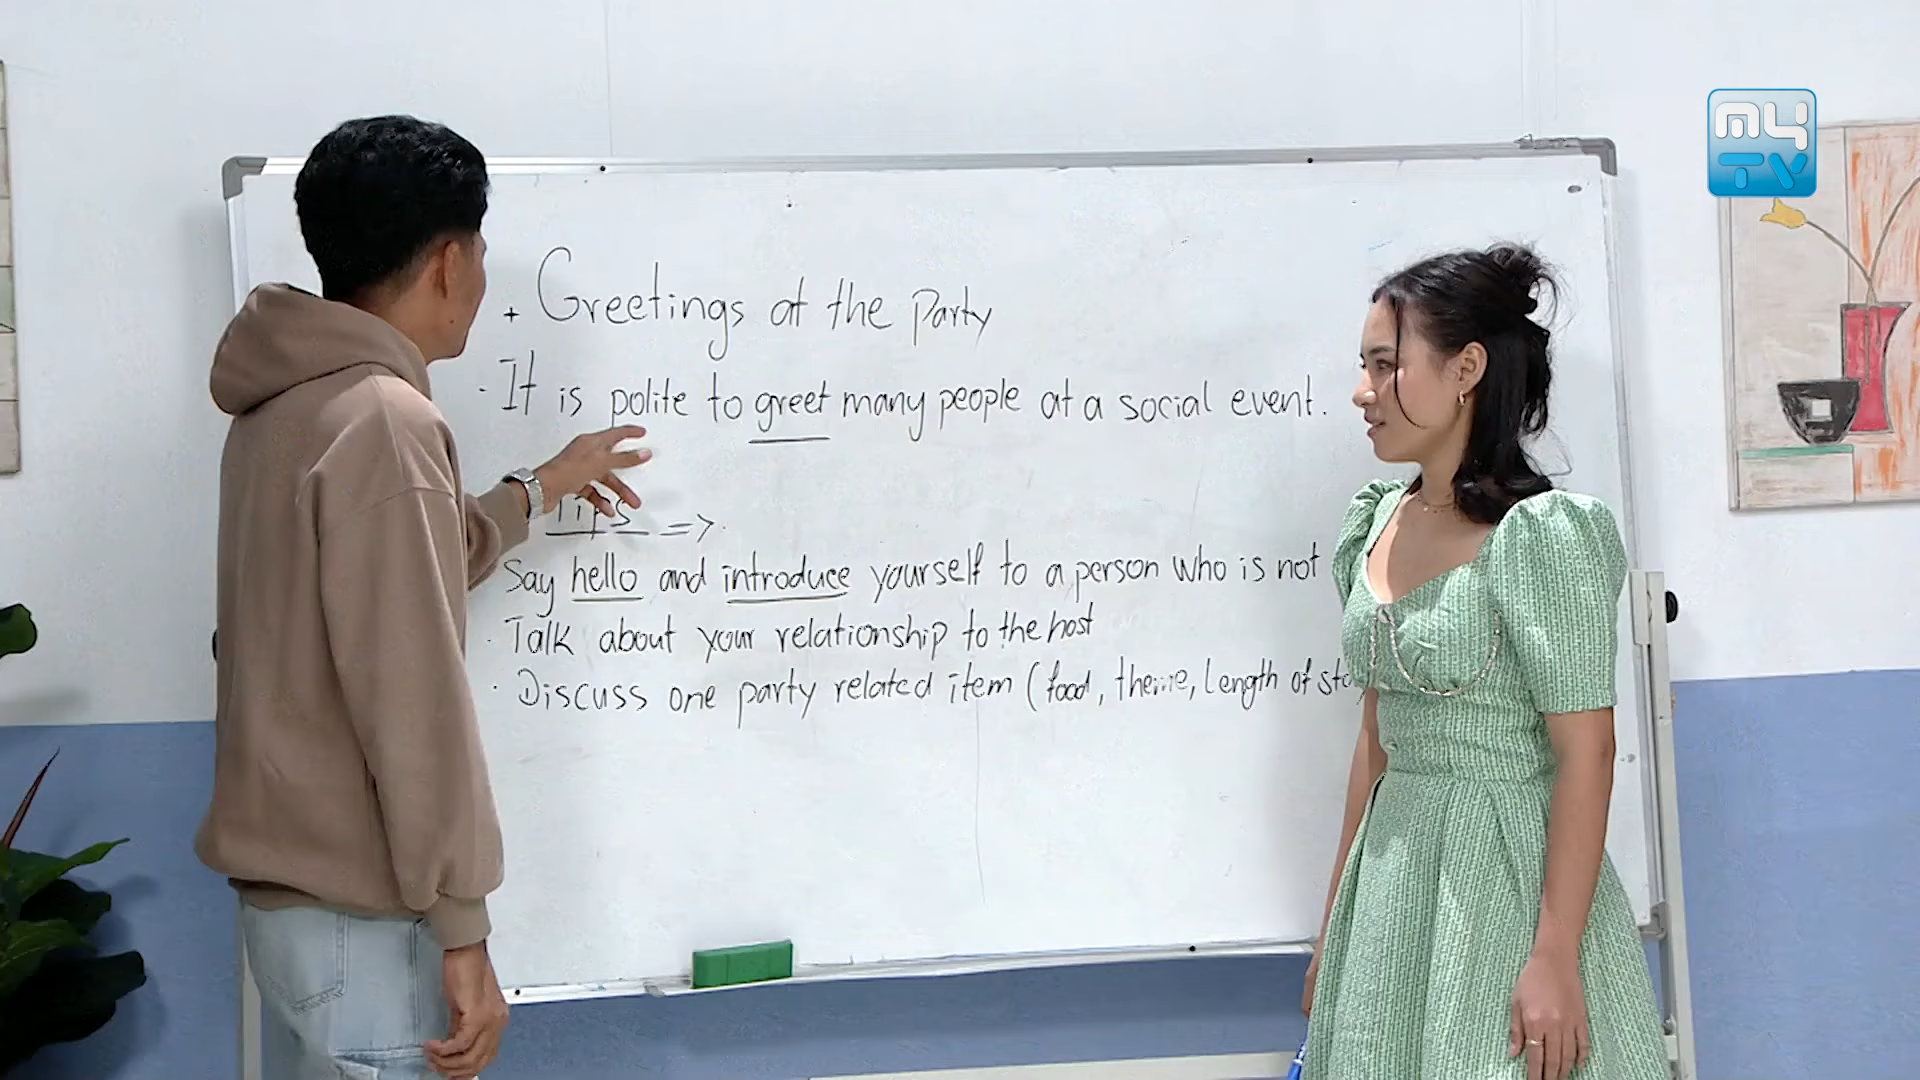 MYTV
+ Greetings at the Party
· It is polite to greet many people at a social event.
Tips =>
Say hello and introduce yourself to a person who is not
· Talk about your relationship to the host
· Discuss one party related item (food, theme, length of